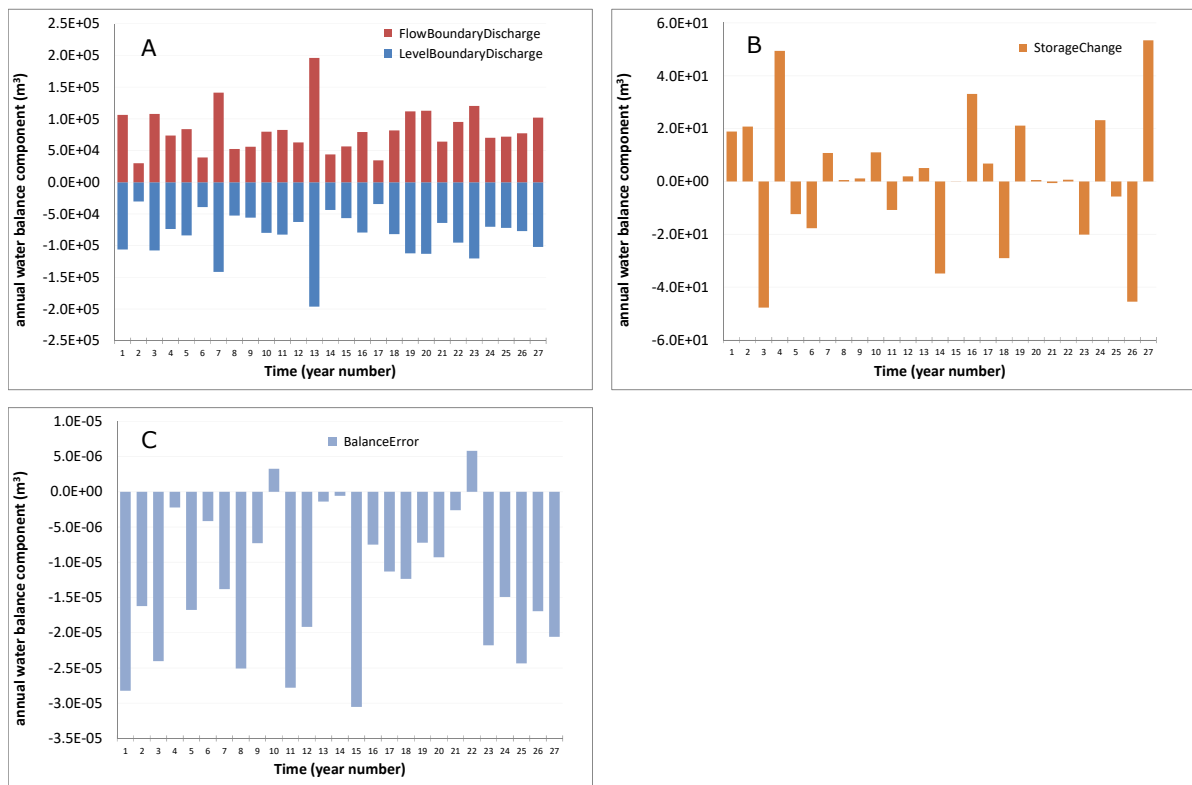 A
FlowBoundaryDischarge
LevelBoundaryDischarge
annual water balance component (m³)
2.5E+05
2.0E+05
1.5E+05
1.0E+05
5.0E+04
0.0E+00
-5.0E+04
-1.0E+05
-1.5E+05
-2.0E+05
-2.5E+05
1 2 3 4 5 6 7 8 9 10 11 12 13 14 15 16 17 18 19 20 21 22 23 24 25 26 27
Time (year number)
B
StorageChange
annual water balance component (m³)
6.0E+01
4.0E+01
2.0E+01
0.0E+00
-2.0E+01
-4.0E+01
-6.0E+01
1 2 3 4 5 6 7 8 9 10 11 12 13 14 15 16 17 18 19 20 21 22 23 24 25 26 27
Time (year number)
C
BalanceError
annual water balance component (m³)
1.0E-05
5.0E-06
0.0E+00
-5.0E-06
-1.0E-05
-1.5E-05
-2.0E-05
-2.5E-05
-3.0E-05
-3.5E-05
1 2 3 4 5 6 7 8 9 10 11 12 13 14 15 16 17 18 19 20 21 22 23 24 25 26 27
Time (year number)